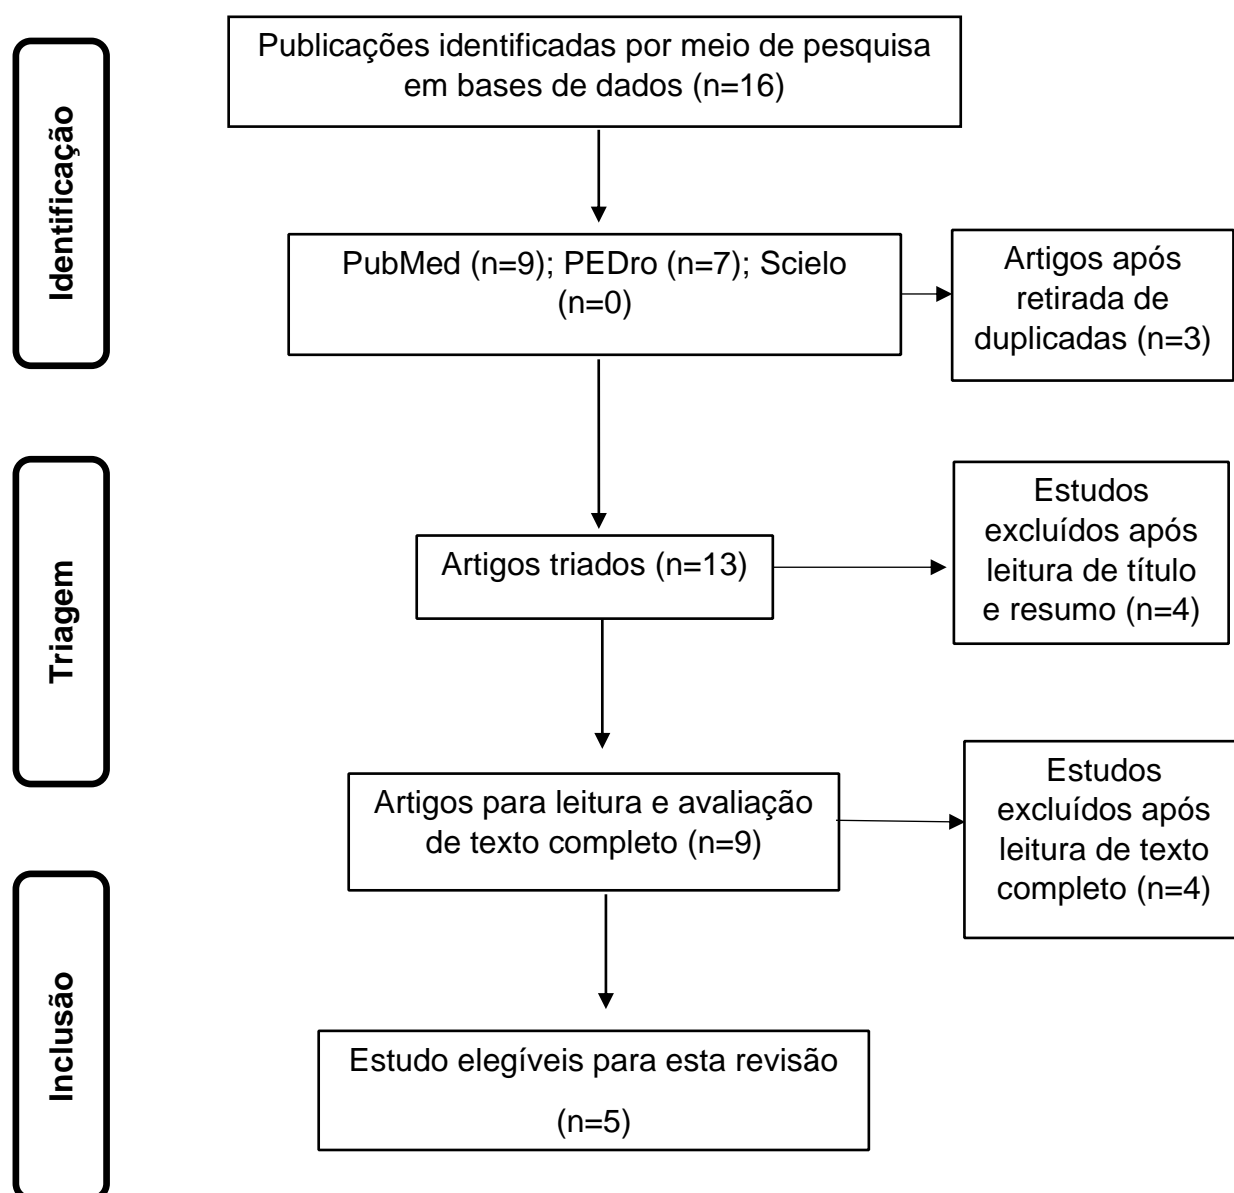 Identificação
Publicações identificadas por meio de pesquisa
em bases de dados (n=16)
PubMed (n=9); PEDro (n=7); Scielo
(n=0)
Artigos após
retirada de
duplicadas (n=3)
Triagem
Artigos triados (n=13)
Estudos
excluídos após
leitura de título
e resumo (n=4)
Artigos para leitura e avaliação
de texto completo (n=9)
Estudos
excluídos após
leitura de texto
completo (n=4)
Inclusão
Estudo elegíveis para esta revisão
(n=5)